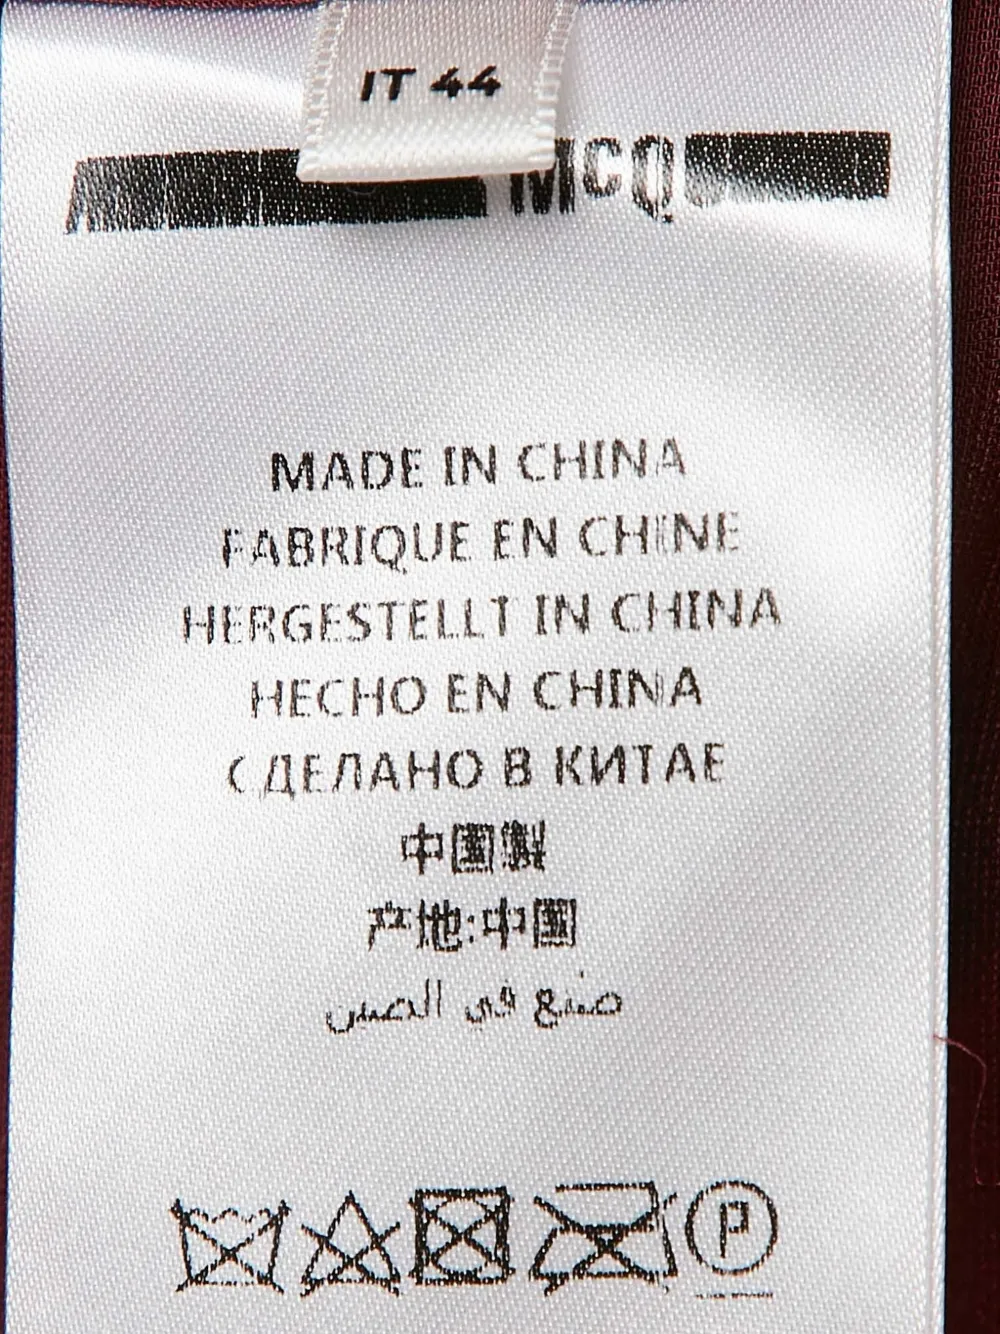 IT 44
MCQ
MADE IN CHINA
FABRIQUE EN CHINE
HERGESTELLT IN CHINA
HECHO EN CHINA
СДЕЛАНО В КИТАЕ
中国製
产地:中国
صنع في الصين
P